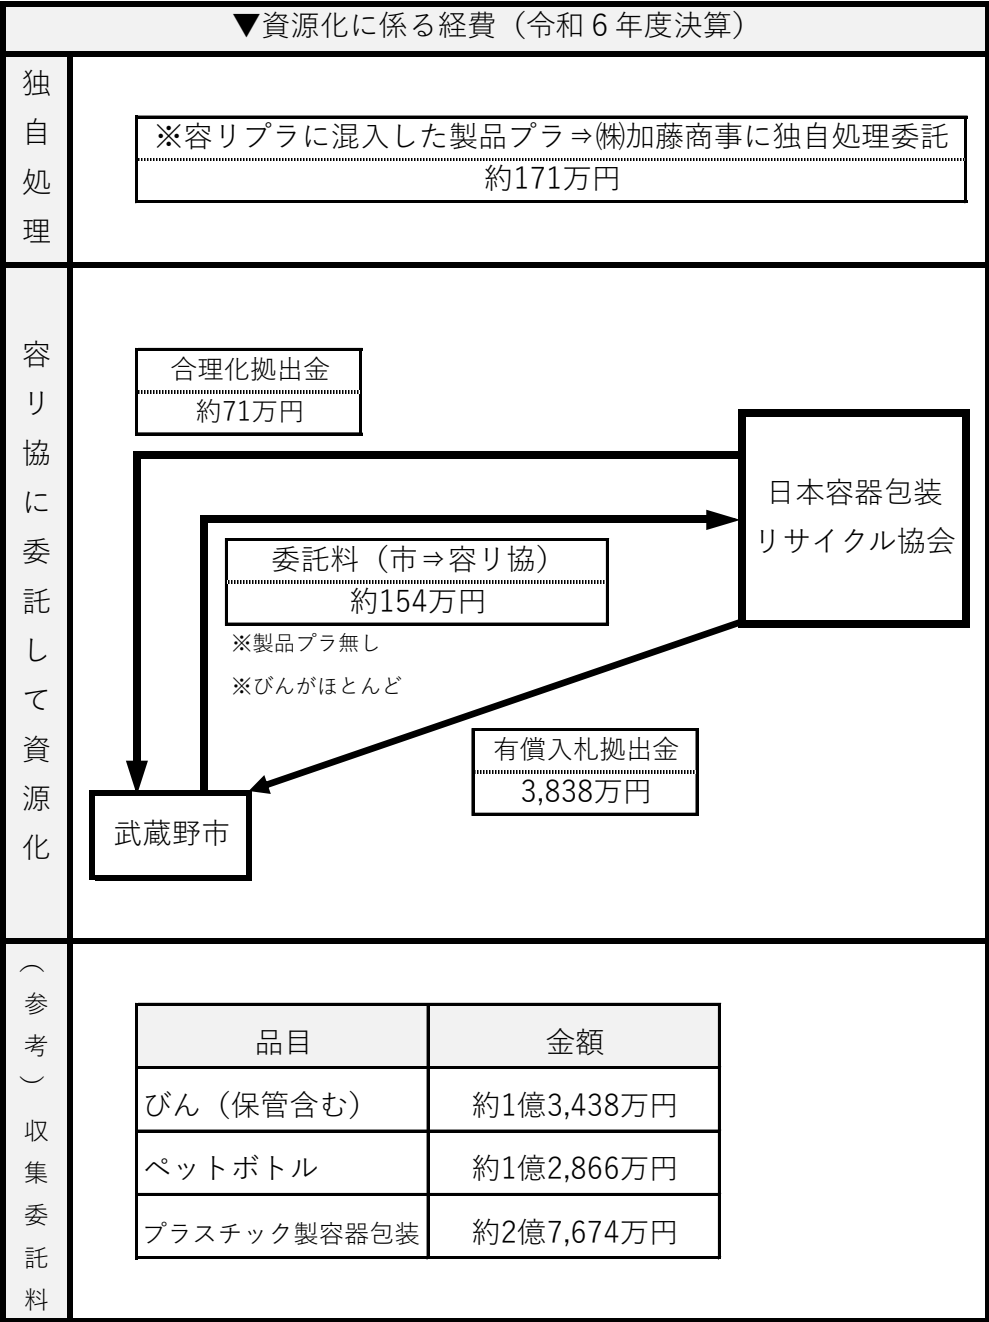 ▼資源化に係る経費（令和６年度決算）
独自処理
※容リプラに混入した製品プラ⇒㈱加藤商事に独自処理委託
約171万円
容リ協に委託して資源化
合理化拠出金
約71万円
日本容器包装
リサイクル協会
委託料（市⇒容リ協）
約154万円
※製品プラ無し
※びんがほとんど
有償入札拠出金
3,838万円
武蔵野市
（参考）収集委託料
品目 金額
びん（保管含む） 約1億3,438万円
ペットボトル 約1億2,866万円
プラスチック製容器包装 約2億7,674万円